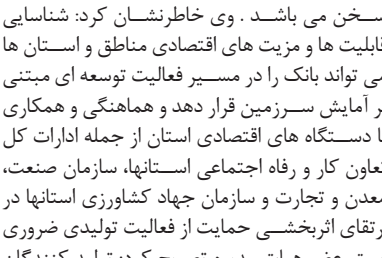 سخن می باشد . وی خاطرنشان کرد: شناسایی
قابلیت ها و مزیت های اقتصادی مناطق و استان ها
می تواند بانک را در مسیر فعالیت توسعه ای مبتنی
بر آمایش سرزمین قرار دهد و هماهنگی و همکاری
با دستگاه های اقتصادی استان از جمله ادارات کل
تعاون کار و رفاه اجتماعی استانها، سازمان صنعت،
معدن و تجارت و سازمان جهاد کشاورزی استانها در
ارتقای اثربخشی حمایت از فعالیت تولیدی ضروری